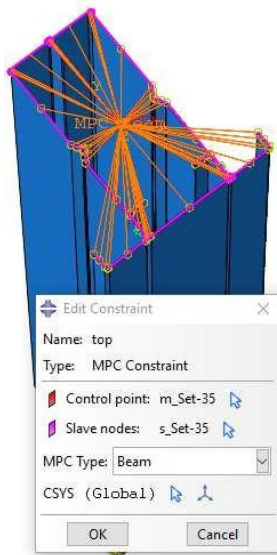 Y
MPC Beam
Edit Constraint
Name: top
Type: MPC Constraint
Control point: m_Set-35
Slave nodes: s_Set-35
MPC Type: Beam
CSYS (Global)
OK Cancel